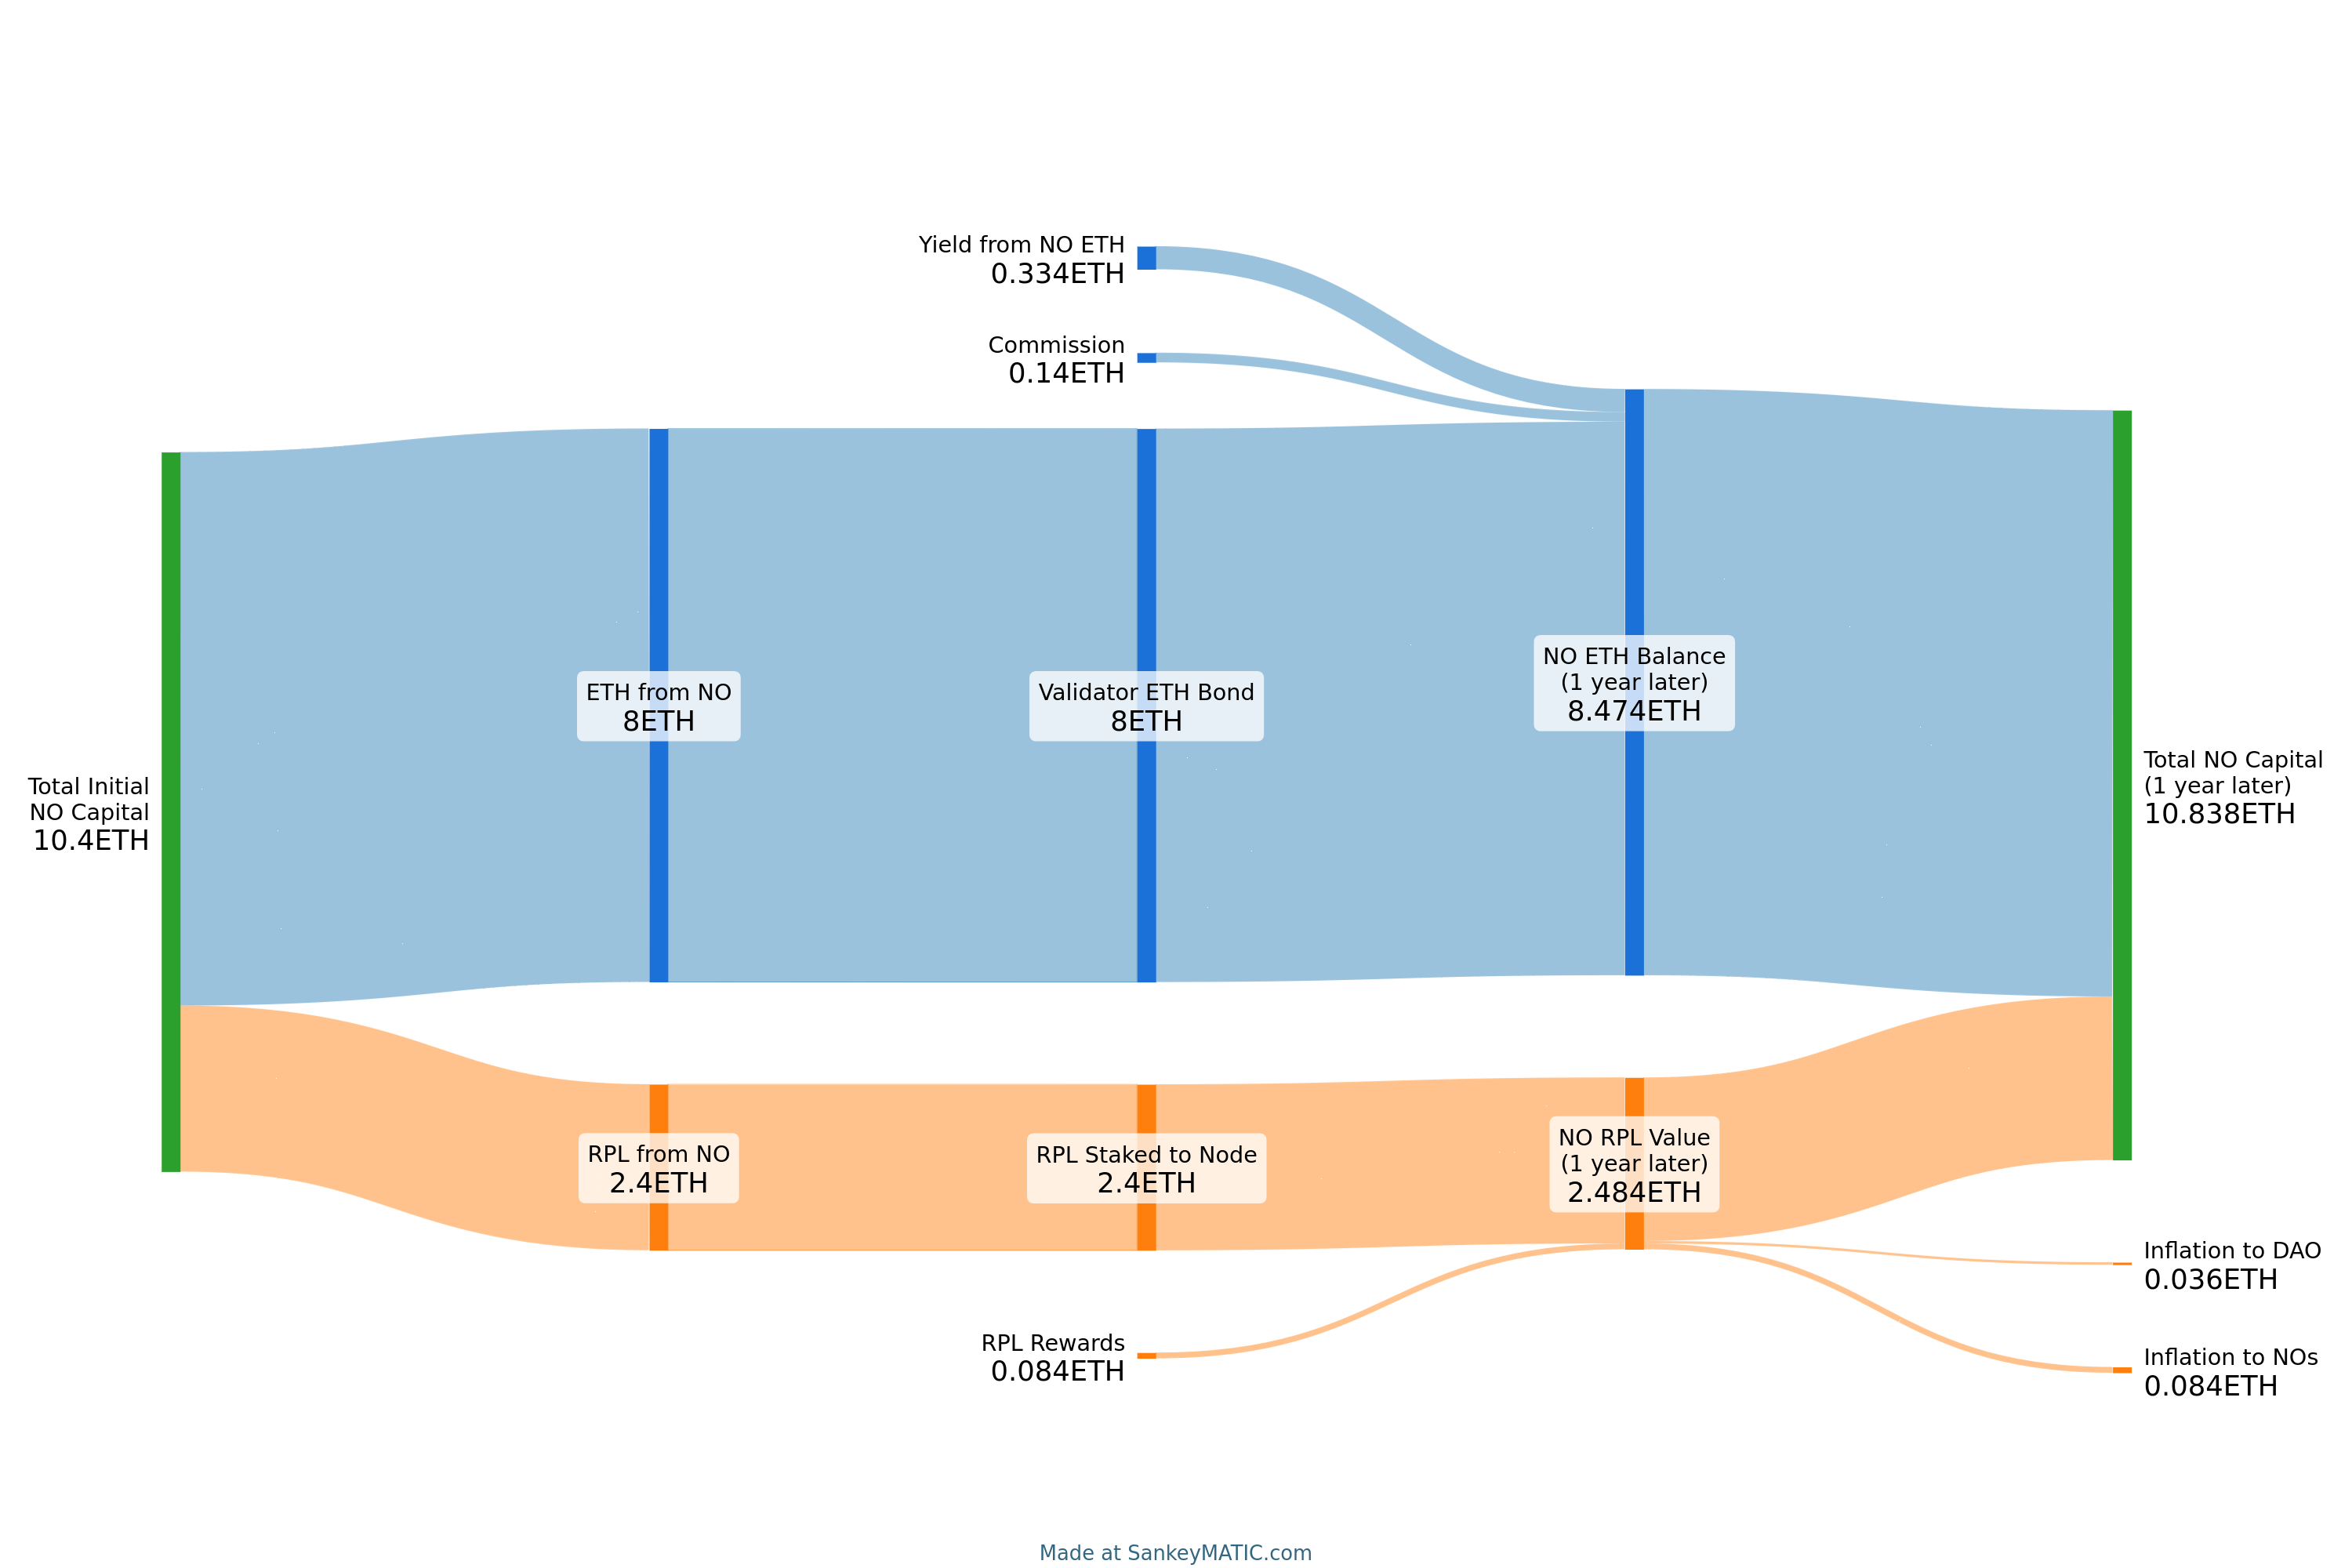 Yield from NO ETH
0.334ETH
Commission
0.14ETH
Total Initial
NO Capital
10.4ETH
ETH from NO
8ETH
Validator ETH Bond
8ETH
NO ETH Balance
(1 year later)
8.474ETH
Total NO Capital
(1 year later)
10.838ETH
RPL from NO
2.4ETH
RPL Staked to Node
2.4ETH
NO RPL Value
(1 year later)
2.484ETH
Inflation to DAO
0.036ETH
RPL Rewards
0.084ETH
Inflation to NOs
0.084ETH
Made at SankeyMATIC.com